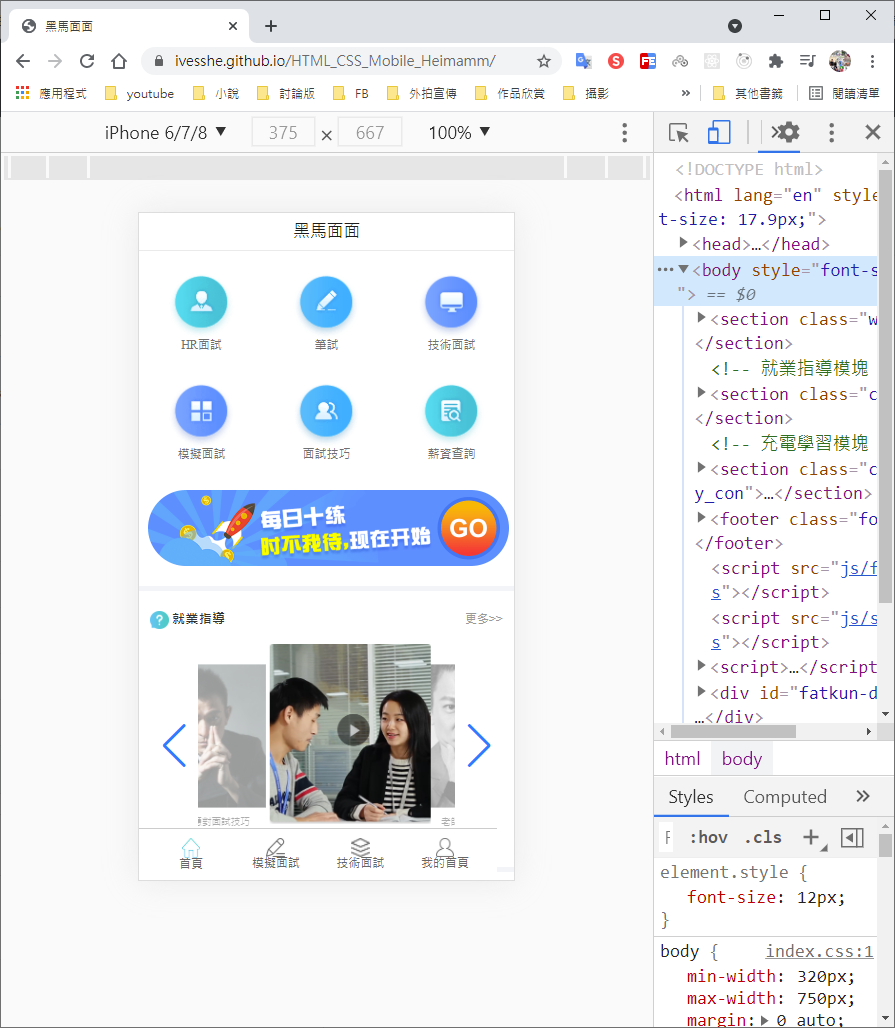 黑馬面面
ivesshe.github.io/HTML_CSS_Mobile_Heimamm/
應用程式 youtube 小說 討論版 FB 外拍宣傳 作品欣賞 攝影 » 其他書籤 閱讀清單
iPhone 6/7/8 ▼ 375 × 667 100% ▼
黑馬面面
HR面試 筆試 技術面試
模擬面試 面試技巧 薪資查詢
每日十练
时不我待,现在开始 GO
? 就業指導 更多>>
應對面試技巧 老師
首頁 模擬面試 技術面試 我的首頁
<!DOCTYPE html>
<html lang="en" style
t-size: 17.9px;">
▶<head>…</head>
… ▼<body style="font-s
"> == $0
▶<section class="w
</section>
<!-- 就業指導模塊
▶<section class="c
</section>
<!-- 充電學習模塊
▶<section class="c
y_con">…</section>
▶<footer class="fo
</footer>
<script src="js/f
s"></script>
<script src="js/s
s"></script>
▶<script>…</script
▶<div id="fatkun-d
…</div>
html body
Styles Computed »
F :hov .cls +
element.style {
font-size: 12px;
}
body { index.css:1
min-width: 320px;
max-width: 750px;
margin:▶ 0 auto;